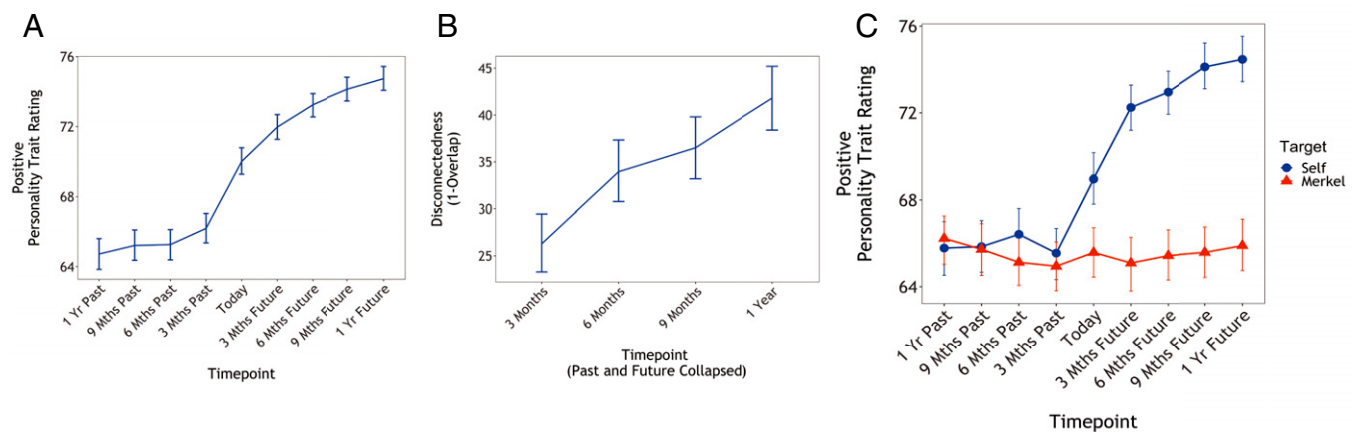 A
Positive
Personality Trait Rating
76
72
68
64
1 Yr Past
9 Mths Past
6 Mths Past
3 Mths Past
Today
3 Mths Future
6 Mths Future
9 Mths Future
1 Yr Future
Timepoint
B
Disconnectedness
(1-Overlap)
45
40
35
30
25
3 Months
6 Months
9 Months
1 Year
Timepoint
(Past and Future Collapsed)
C
Positive
Personality Trait Rating
76
72
68
64
1 Yr Past
9 Mths Past
6 Mths Past
3 Mths Past
Today
3 Mths Future
6 Mths Future
9 Mths Future
1 Yr Future
Timepoint
Target
Self
Merkel